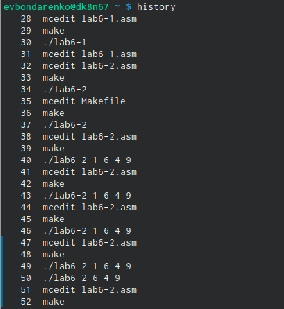 evbondarenko@dk8n67 ~ $ history
28 mcedit lab6-1.asm
29 make
30 ./lab6-1
31 mcedit lab6-1.asm
32 mcedit lab6-2.asm
33 make
34 ./lab6-2
35 mcedit Makefile
36 make
37 ./lab6-2
38 mcedit lab6-2.asm
39 make
40 ./lab6-2 1 6 4 9
41 mcedit lab6-2.asm
42 make
43 ./lab6-2 1 6 4 9
44 mcedit lab6-2.asm
45 make
46 ./lab6-2 1 6 4 9
47 mcedit lab6-2.asm
48 make
49 ./lab6-2 1 6 4 9
50 ./lab6-2 6 4 9
51 mcedit lab6-2.asm
52 make